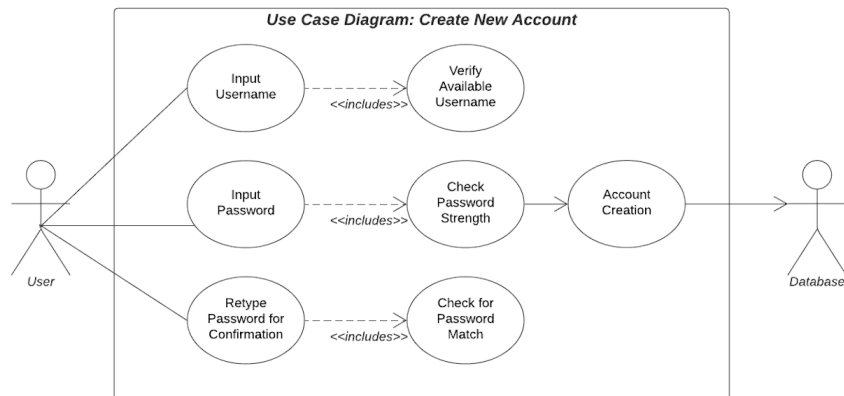 Use Case Diagram: Create New Account
Input
Username
<<includes>>
Verify
Available
Username
Input
Password
<<includes>>
Check
Password
Strength
Account
Creation
User
Database
Retype
Password for
Confirmation
<<includes>>
Check for
Password
Match